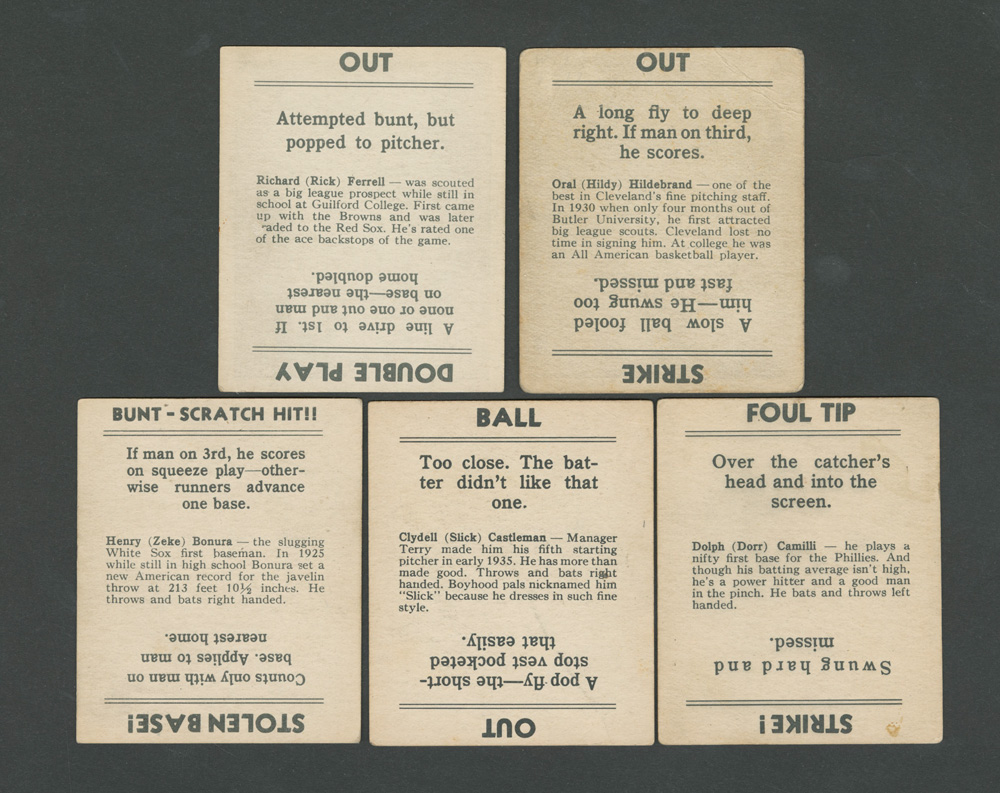 OUT
Attempted bunt, but
popped to pitcher.
Richard (Rick) Ferrell — was scouted
as a big league prospect while still in
school at Guilford College. First came
up with the Browns and was later
raded to the Red Sox. He's rated one
of the ace backstops of the game.
DOUBLE PLAY
A line drive to 1st. If
none or one out and man
on base—the nearest
home doubled.
OUT
A long fly to deep
right. If man on third,
he scores.
Oral (Hildy) Hildebrand — one of the
best in Cleveland's fine pitching staff.
In 1930 when only four months out of
Butler University, he first attracted
big league scouts. Cleveland lost no
time in signing him. At college he was
an All American basketball player.
STRIKE
A slow ball fooled
him—He swung too
fast and missed.
BUNT - SCRATCH HIT!!
If man on 3rd, he scores
on squeeze play—other-
wise runners advance
one base.
Henry (Zeke) Bonura — the slugging
White Sox first baseman. In 1925
while still in high school Bonura set a
new American record for the javelin
throw at 213 feet 10½ inches. He
throws and bats right handed.
STOLEN BASE!
Counts only with man on
base. Applies to man
nearest home.
BALL
Too close. The bat-
ter didn't like that
one.
Clydell (Slick) Castleman — Manager
Terry made him his fifth starting
pitcher in early 1935. He has more than
made good. Throws and bats right
handed. Boyhood pals nicknamed him
"Slick" because he dresses in such fine
style.
OUT
A pop fly—the short-
stop vest pocketed
that easily.
FOUL TIP
Over the catcher's
head and into the
screen.
Dolph (Dorr) Camilli — he plays a
nifty first base for the Phillies. And
though his batting average isn't high,
he's a power hitter and a good man
in the pinch. He bats and throws left
handed.
STRIKE!
Swung hard and
missed.